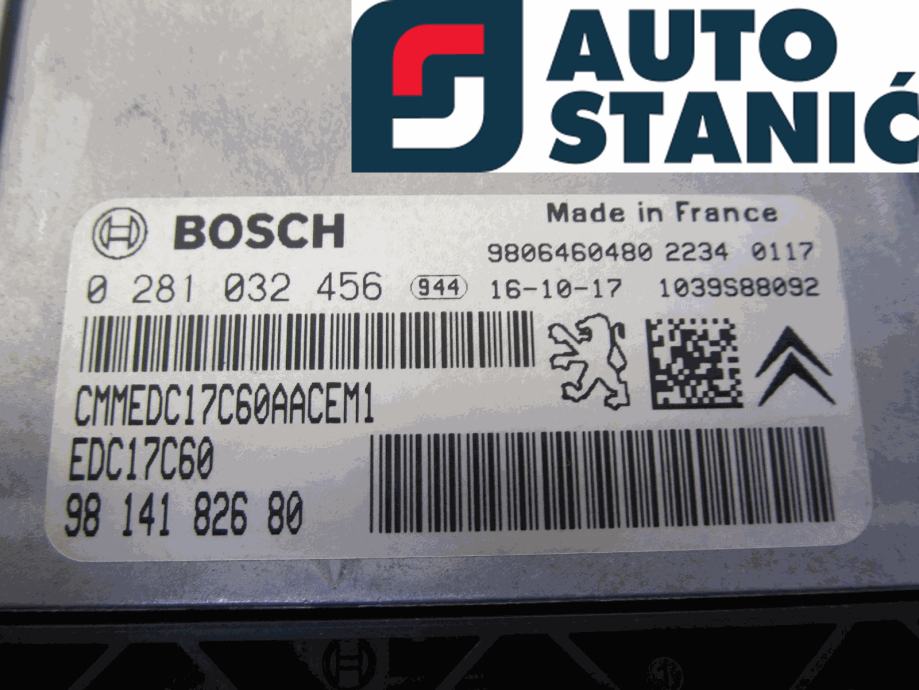 AUTO
STANIĆ
BOSCH
Made in France
9806460480 2234 0117
0 281 032 456 944 16-10-17 1039S88092
CMMEDC17C60AACEM1
EDC17C60
98 141 826 80